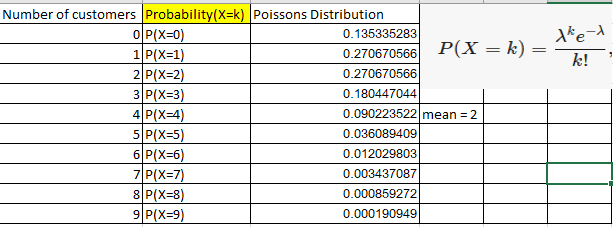 Number of customers Probability(X=k) Poissons Distribution
0 P(X=0) 0.135335283
1 P(X=1) 0.270670566
2 P(X=2) 0.270670566
3 P(X=3) 0.180447044
4 P(X=4) 0.090223522 mean = 2
5 P(X=5) 0.036089409
6 P(X=6) 0.012029803
7 P(X=7) 0.003437087
8 P(X=8) 0.000859272
9 P(X=9) 0.000190949
P(X = k) = λ^k e^{-λ} / k! ,